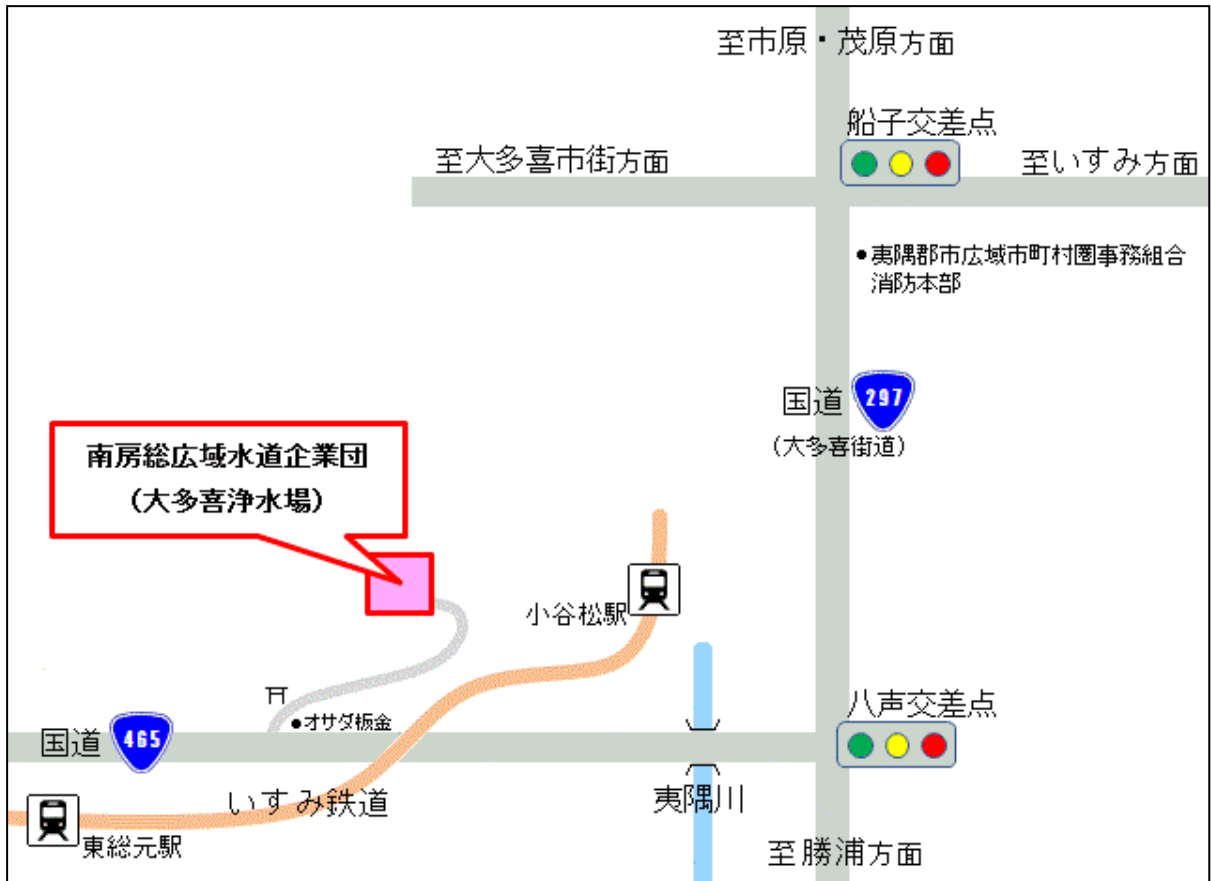 至市原・茂原方面
船子交差点
至大多喜市街方面
至いすみ方面
●夷隅郡市広域市町村圏事務組合
消防本部
国道 297
(大多喜街道)
南房総広域水道企業団
(大多喜浄水場)
小谷松駅
八声交差点
●オサダ板金
国道 465
いすみ鉄道
夷隅川
東総元駅
至勝浦方面